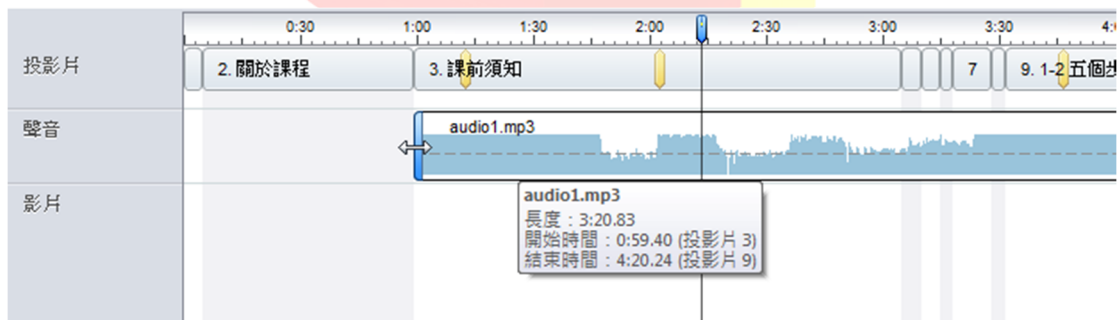 0:30 1:00 1:30 2:00 2:30 3:00 3:30 4:
投影片 2. 關於課程 3. 課前須知 7 9. 1-2 五個步
聲音 audio1.mp3
audio1.mp3
長度：3:20.83
開始時間：0:59.40 (投影片 3)
結束時間：4:20.24 (投影片 9)
影片